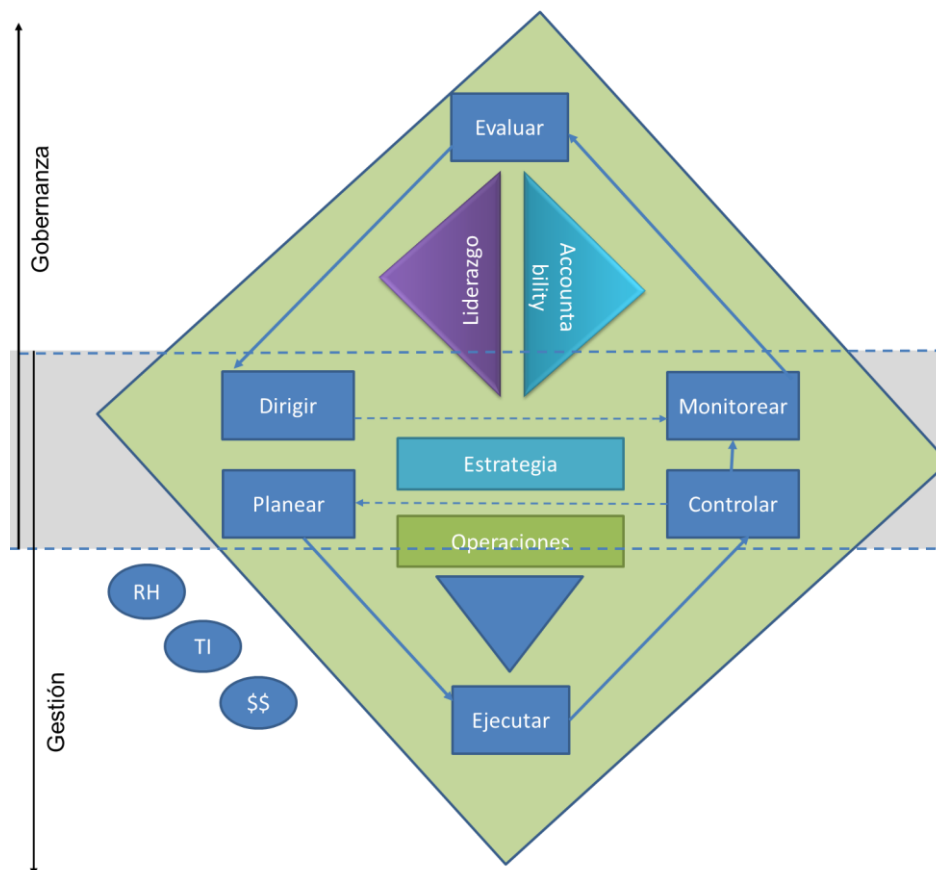 Gobernanza
Evaluar
Liderazgo
Accounta
bility
Dirigir
Monitorear
Estrategia
Planear
Controlar
Operaciones
RH
TI
$$
Ejecutar
Gestión